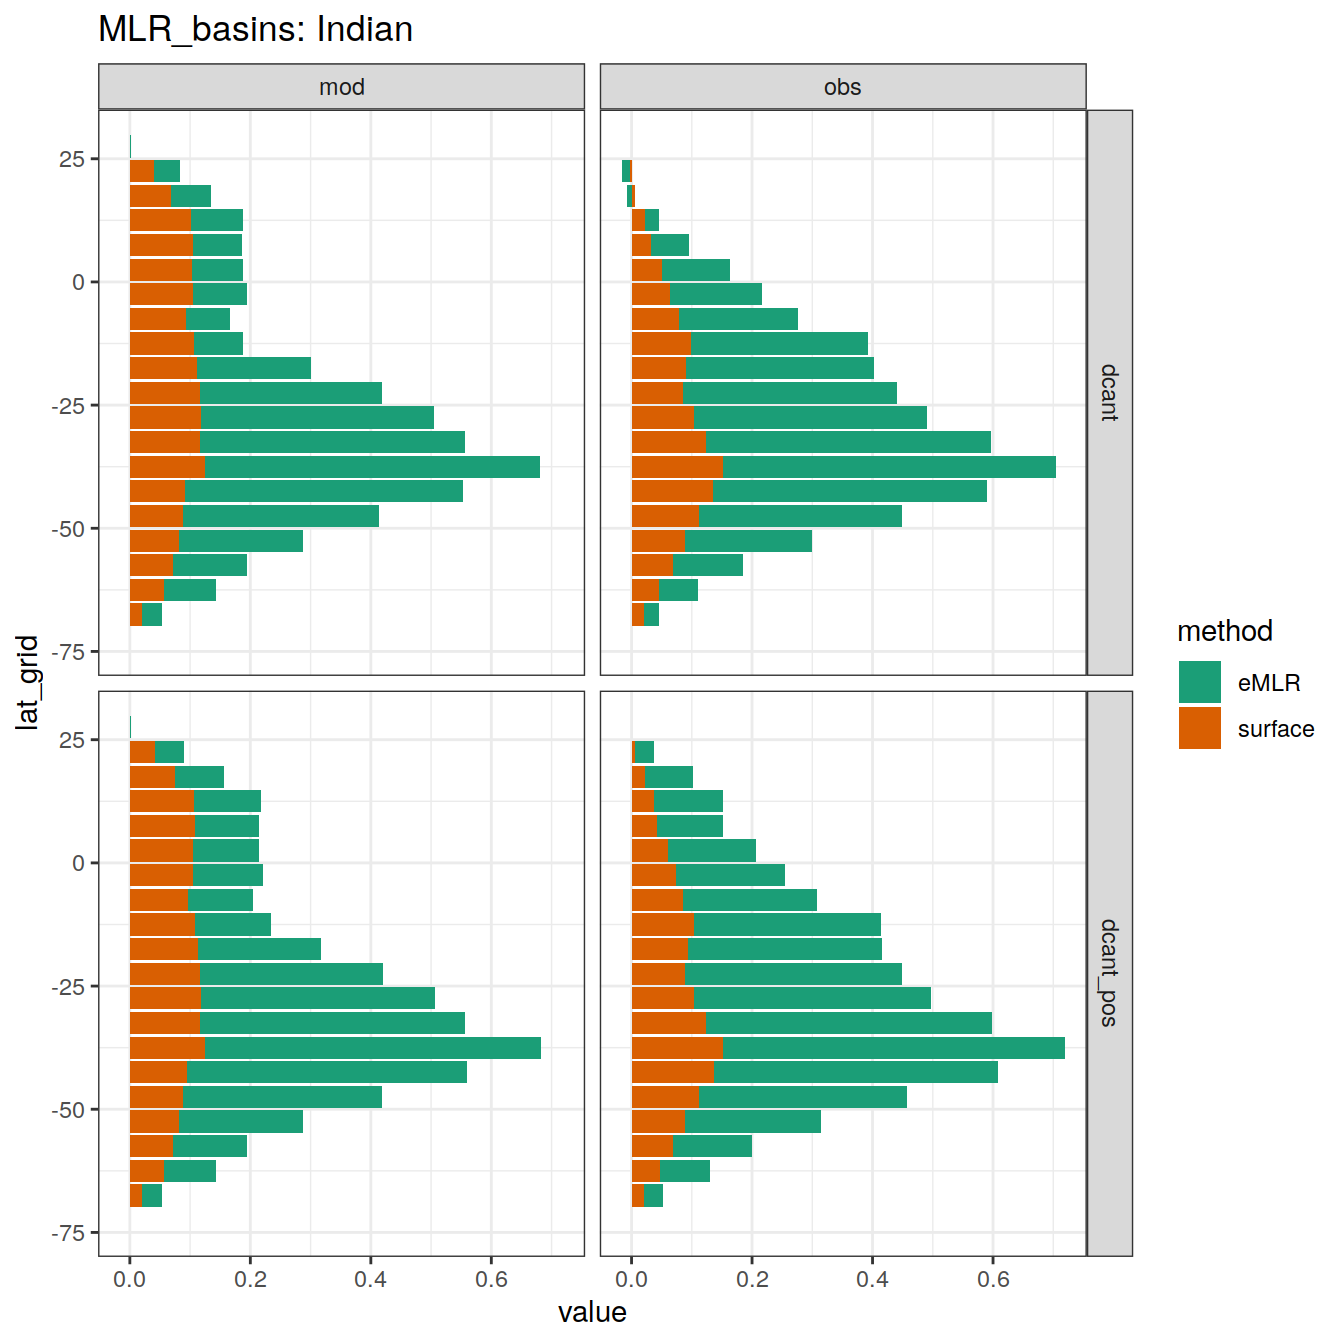 MLR_basins: Indian
mod
obs
25
0
-25
-50
-75
dcant
25
0
-25
-50
-75
dcant_pos
lat_grid
0.0 0.2 0.4 0.6
0.0 0.2 0.4 0.6
value
method
eMLR
surface